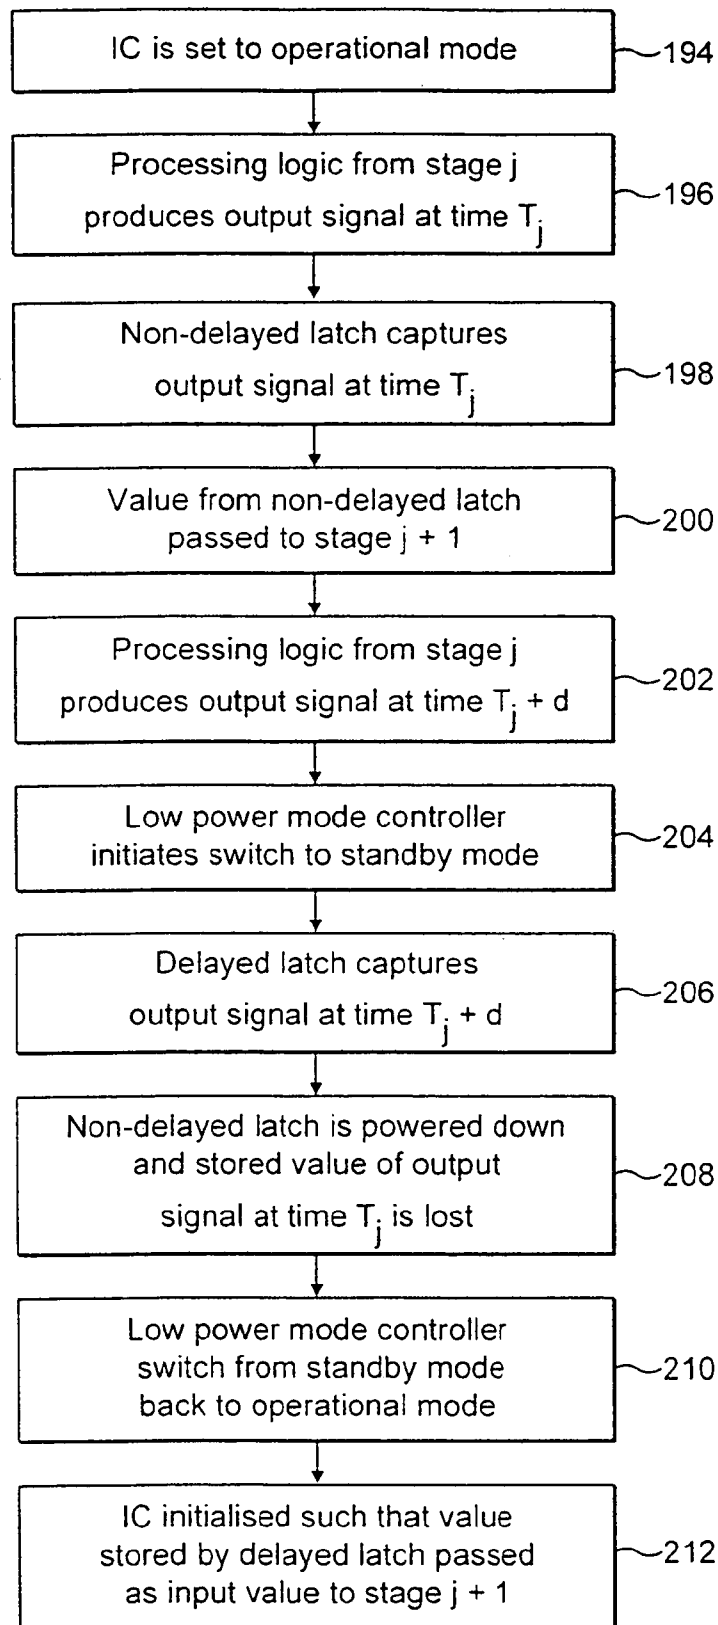 IC is set to operational mode
194
Processing logic from stage j
produces output signal at time Tj
196
Non-delayed latch captures
output signal at time Tj
198
Value from non-delayed latch
passed to stage j + 1
200
Processing logic from stage j
produces output signal at time Tj + d
202
Low power mode controller
initiates switch to standby mode
204
Delayed latch captures
output signal at time Tj + d
206
Non-delayed latch is powered down
and stored value of output
signal at time Tj is lost
208
Low power mode controller
switch from standby mode
back to operational mode
210
IC initialised such that value
stored by delayed latch passed
as input value to stage j + 1
212